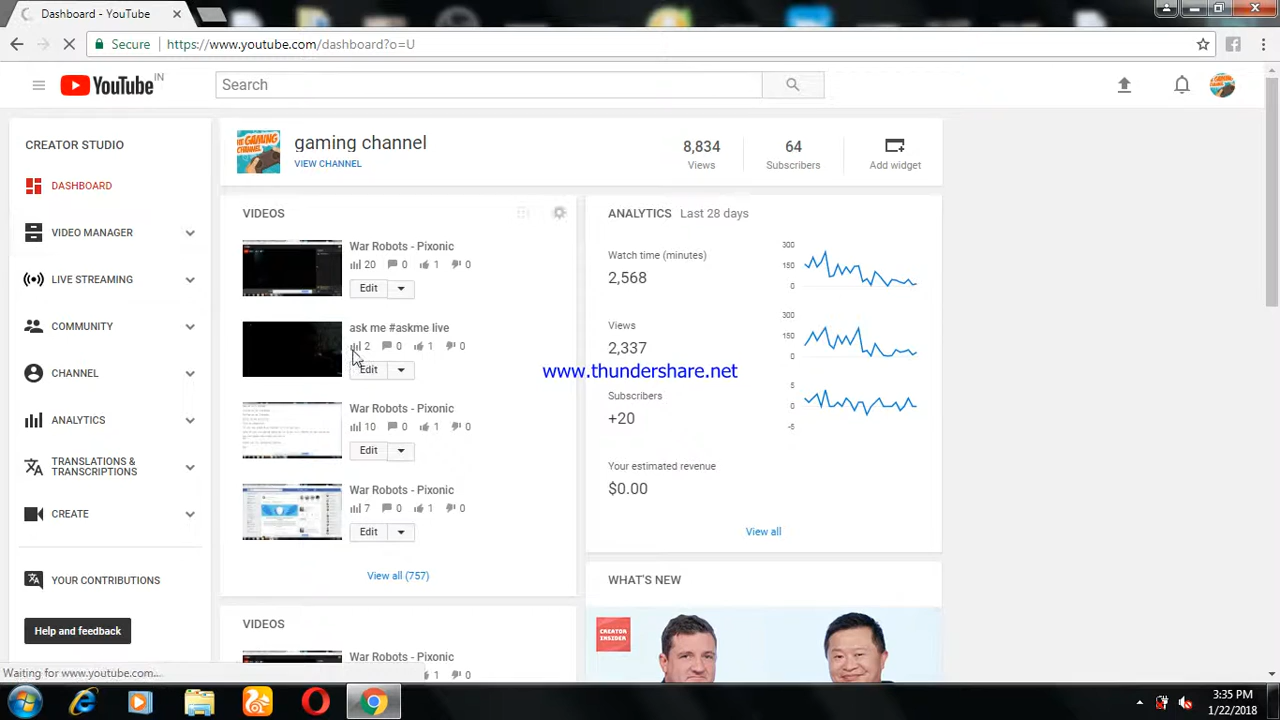 Dashboard - YouTube
Secure https://www.youtube.com/dashboard?o=U
YouTube IN
Search
CREATOR STUDIO
DASHBOARD
VIDEO MANAGER
LIVE STREAMING
COMMUNITY
CHANNEL
ANALYTICS
TRANSLATIONS &
TRANSCRIPTIONS
CREATE
YOUR CONTRIBUTIONS
Help and feedback
gaming channel
VIEW CHANNEL
8,834
Views
64
Subscribers
Add widget
VIDEOS
War Robots - Pixonic
20 0 1 0
Edit
ask me #askme live
2 0 1 0
Edit
War Robots - Pixonic
10 0 1 0
Edit
War Robots - Pixonic
7 0 1 0
Edit
View all (757)
VIDEOS
War Robots - Pixonic
1 0
ANALYTICS Last 28 days
Watch time (minutes)
2,568
300
150
0
Views
2,337
300
150
0
www.thundershare.net
Subscribers
+20
5
0
-5
Your estimated revenue
$0.00
View all
WHAT'S NEW
CREATOR
INSIDER
Waiting for www.youtube.com...
3:35 PM
1/22/2018